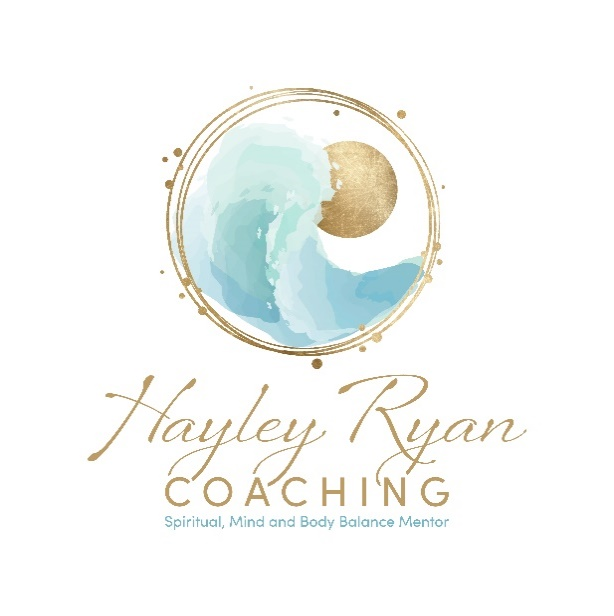 Hayley Ryan
COACHING
Spiritual, Mind and Body Balance Mentor